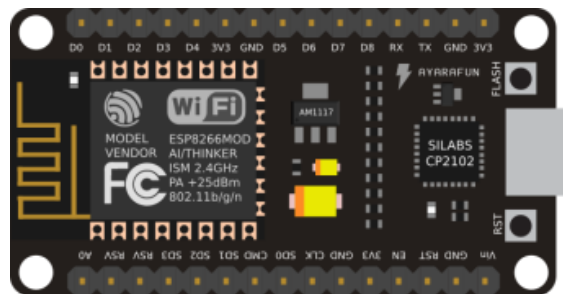 D0 D1 D2 D3 D4 3V3 GND D5 D6 D7 D8 RX TX GND 3V3
WiFi
MODEL
VENDOR
ESP8266MOD
AI/THINKER
ISM 2.4GHz
PA +25dBm
802.11b/g/n
FC
AM1117
AYARAFUN
FLASH
SILABS
CP2102
RST
A0 RSV RSV SD3 SD2 SD1 CMD SD0 CLK GND 3V3 EN RST GND Vin